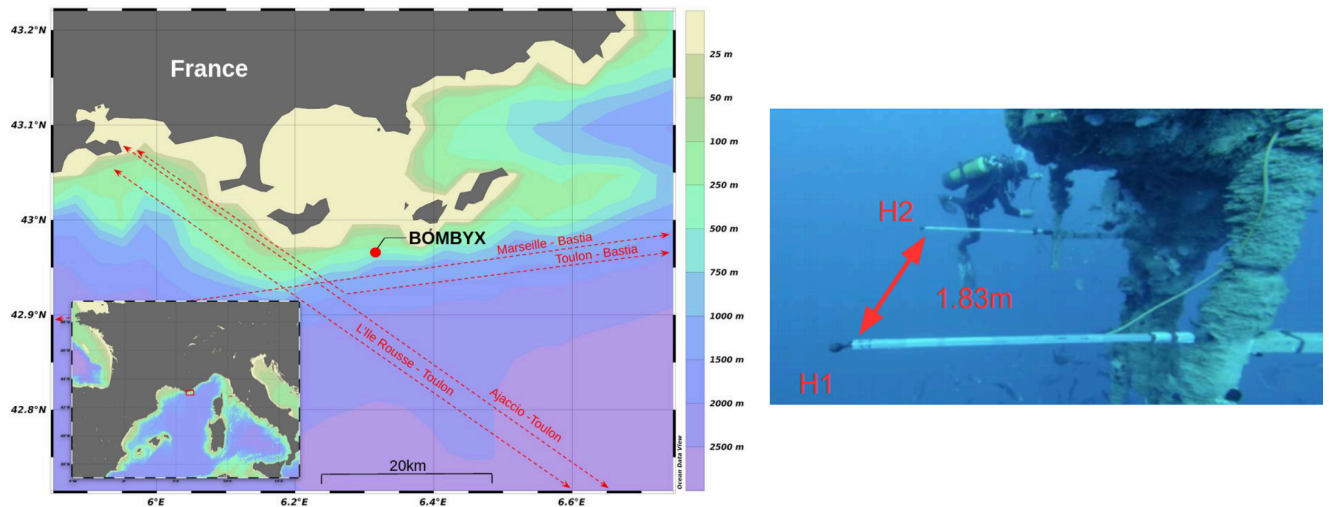 43.2°N
43.1°N
43°N
42.9°N
42.8°N
France
BOMBYX
Marseille - Bastia
Toulon - Bastia
L'Ile Rousse - Toulon
Ajaccio -Toulon
20km
6°E
6.2°E
6.4°E
6.6°E
25 m
50 m
100 m
250 m
500 m
750 m
1000 m
1500 m
2000 m
2500 m
Ocean Data View
H2
1.83m
H1